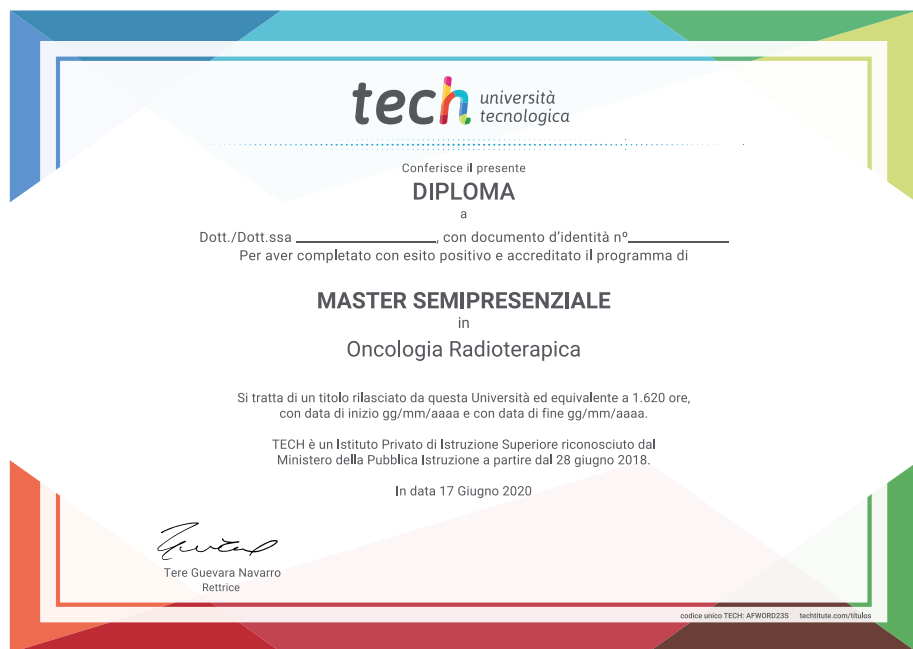 tech università
tecnologica
Conferisce il presente
DIPLOMA
a
Dott./Dott.ssa ________________, con documento d'identità nº____________
Per aver completato con esito positivo e accreditato il programma di
MASTER SEMIPRESENZIALE
in
Oncologia Radioterapica
Si tratta di un titolo rilasciato da questa Università ed equivalente a 1.620 ore,
con data di inizio gg/mm/aaaa e con data di fine gg/mm/aaaa.
TECH è un Istituto Privato di Istruzione Superiore riconosciuto dal
Ministero della Pubblica Istruzione a partire dal 28 giugno 2018.
In data 17 Giugno 2020
Tere Guevara Navarro
Rettrice
codice unico TECH: AFWORD23S techtitute.com/títulos